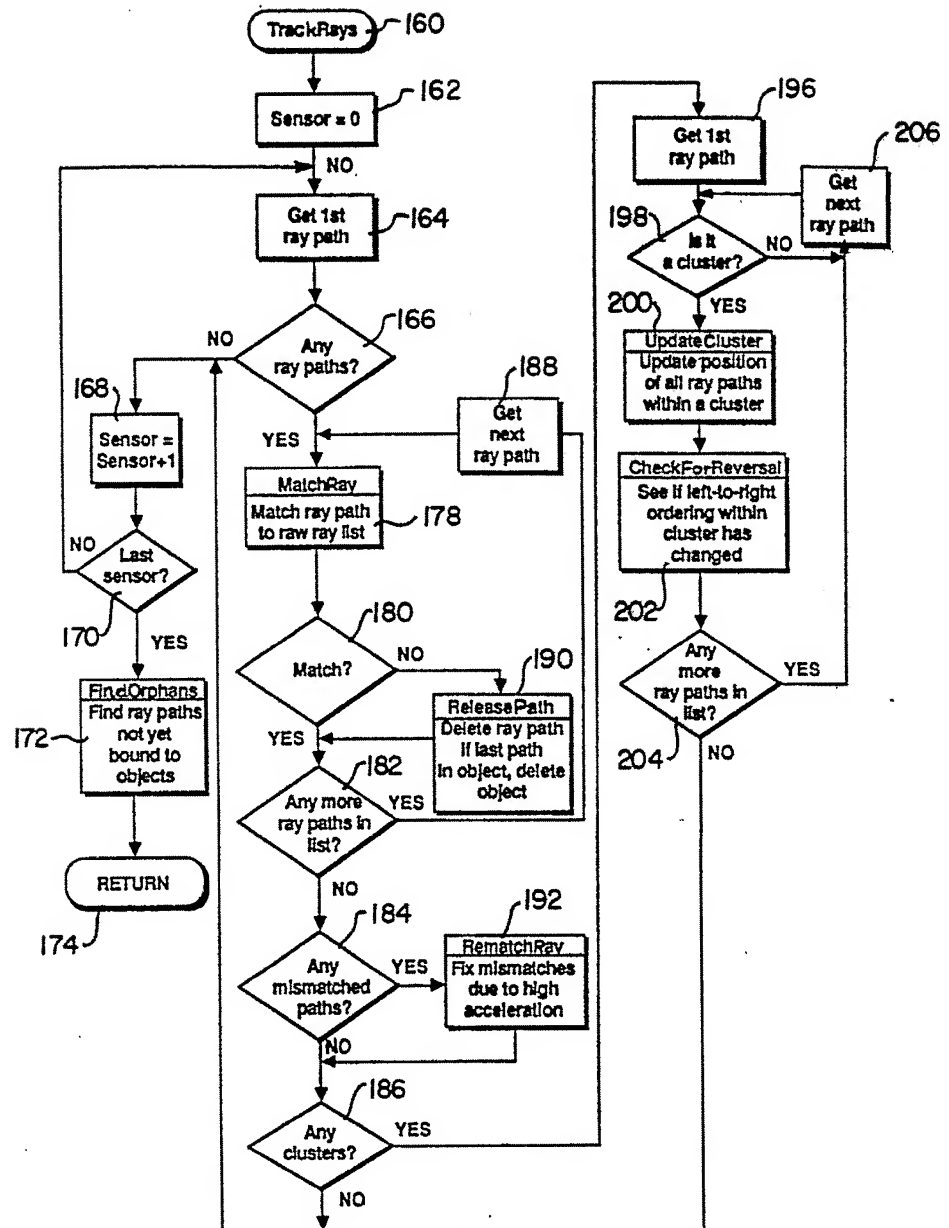 TrackRays
160
162
Sensor = 0
NO
Get 1st
ray path
164
166
NO
Any
ray paths?
168
Sensor =
Sensor+1
YES
188
Get
next
ray path
MatchRay
Match ray path
to raw ray list
178
NO
Last
sensor?
170
YES
180
Match?
NO
190
ReleasePath
Delete ray path
If last path
in object, delete
object
YES
FindOrphans
Find ray paths
not yet
bound to
objects
172
182
Any more
ray paths in
list?
YES
NO
RETURN
174
184
Any
mismatched
paths?
YES
192
RematchRay
Fix mismatches
due to high
acceleration
NO
186
Any
clusters?
YES
NO
196
Get 1st
ray path
206
Get
next
ray path
198
Is it
a cluster?
NO
YES
200
UpdateCluster
Update position
of all ray paths
within a cluster
CheckForReversal
See if left-to-right
ordering within
cluster has
changed
202
Any
more
ray paths in
list?
YES
204
NO